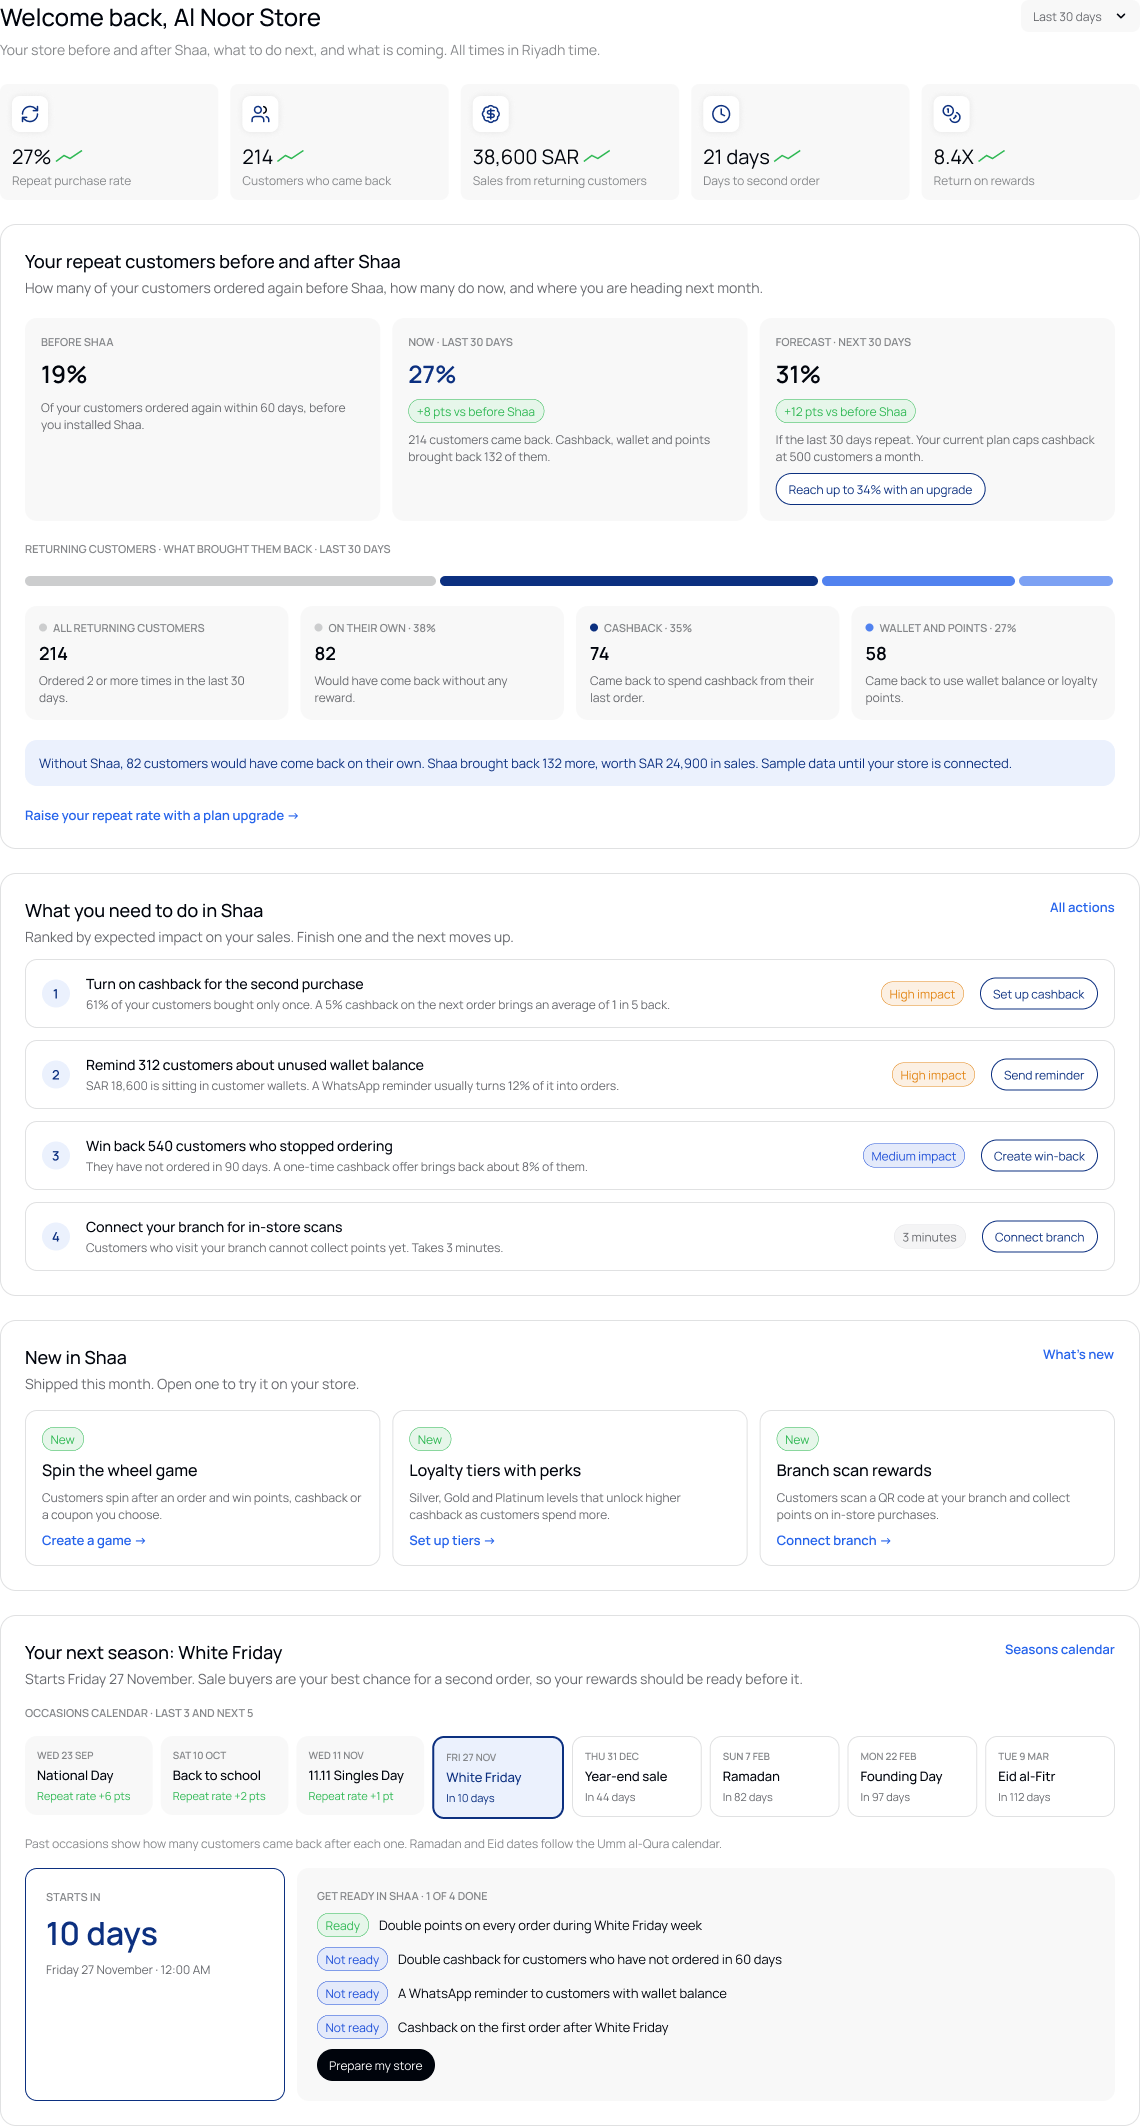 Welcome back, Al Noor Store
Last 30 days
Your store before and after Shaa, what to do next, and what is coming. All times in Riyadh time.
27%
Repeat purchase rate
214
Customers who came back
38,600 SAR
Sales from returning customers
21 days
Days to second order
8.4X
Return on rewards
Your repeat customers before and after Shaa
How many of your customers ordered again before Shaa, how many do now, and where you are heading next month.
BEFORE SHAA
19%
Of your customers ordered again within 60 days, before
you installed Shaa.
NOW · LAST 30 DAYS
27%
+8 pts vs before Shaa
214 customers came back. Cashback, wallet and points
brought back 132 of them.
FORECAST · NEXT 30 DAYS
31%
+12 pts vs before Shaa
If the last 30 days repeat. Your current plan caps cashback
at 500 customers a month.
Reach up to 34% with an upgrade
RETURNING CUSTOMERS · WHAT BROUGHT THEM BACK · LAST 30 DAYS
ALL RETURNING CUSTOMERS
214
Ordered 2 or more times in the last 30
days.
ON THEIR OWN · 38%
82
Would have come back without any
reward.
CASHBACK · 35%
74
Came back to spend cashback from their
last order.
WALLET AND POINTS · 27%
58
Came back to use wallet balance or loyalty
points.
Without Shaa, 82 customers would have come back on their own. Shaa brought back 132 more, worth SAR 24,900 in sales. Sample data until your store is connected.
Raise your repeat rate with a plan upgrade →
What you need to do in Shaa
All actions
Ranked by expected impact on your sales. Finish one and the next moves up.
1
Turn on cashback for the second purchase
61% of your customers bought only once. A 5% cashback on the next order brings an average of 1 in 5 back.
High impact
Set up cashback
2
Remind 312 customers about unused wallet balance
SAR 18,600 is sitting in customer wallets. A WhatsApp reminder usually turns 12% of it into orders.
High impact
Send reminder
3
Win back 540 customers who stopped ordering
They have not ordered in 90 days. A one-time cashback offer brings back about 8% of them.
Medium impact
Create win-back
4
Connect your branch for in-store scans
Customers who visit your branch cannot collect points yet. Takes 3 minutes.
3 minutes
Connect branch
New in Shaa
What's new
Shipped this month. Open one to try it on your store.
New
Spin the wheel game
Customers spin after an order and win points, cashback or
a coupon you choose.
Create a game →
New
Loyalty tiers with perks
Silver, Gold and Platinum levels that unlock higher
cashback as customers spend more.
Set up tiers →
New
Branch scan rewards
Customers scan a QR code at your branch and collect
points on in-store purchases.
Connect branch →
Your next season: White Friday
Seasons calendar
Starts Friday 27 November. Sale buyers are your best chance for a second order, so your rewards should be ready before it.
OCCASIONS CALENDAR · LAST 3 AND NEXT 5
WED 23 SEP
National Day
Repeat rate +6 pts
SAT 10 OCT
Back to school
Repeat rate +2 pts
WED 11 NOV
11.11 Singles Day
Repeat rate +1 pt
FRI 27 NOV
White Friday
In 10 days
THU 31 DEC
Year-end sale
In 44 days
SUN 7 FEB
Ramadan
In 82 days
MON 22 FEB
Founding Day
In 97 days
TUE 9 MAR
Eid al-Fitr
In 112 days
Past occasions show how many customers came back after each one. Ramadan and Eid dates follow the Umm al-Qura calendar.
STARTS IN
10 days
Friday 27 November · 12:00 AM
GET READY IN SHAA · 1 OF 4 DONE
Ready
Double points on every order during White Friday week
Not ready
Double cashback for customers who have not ordered in 60 days
Not ready
A WhatsApp reminder to customers with wallet balance
Not ready
Cashback on the first order after White Friday
Prepare my store